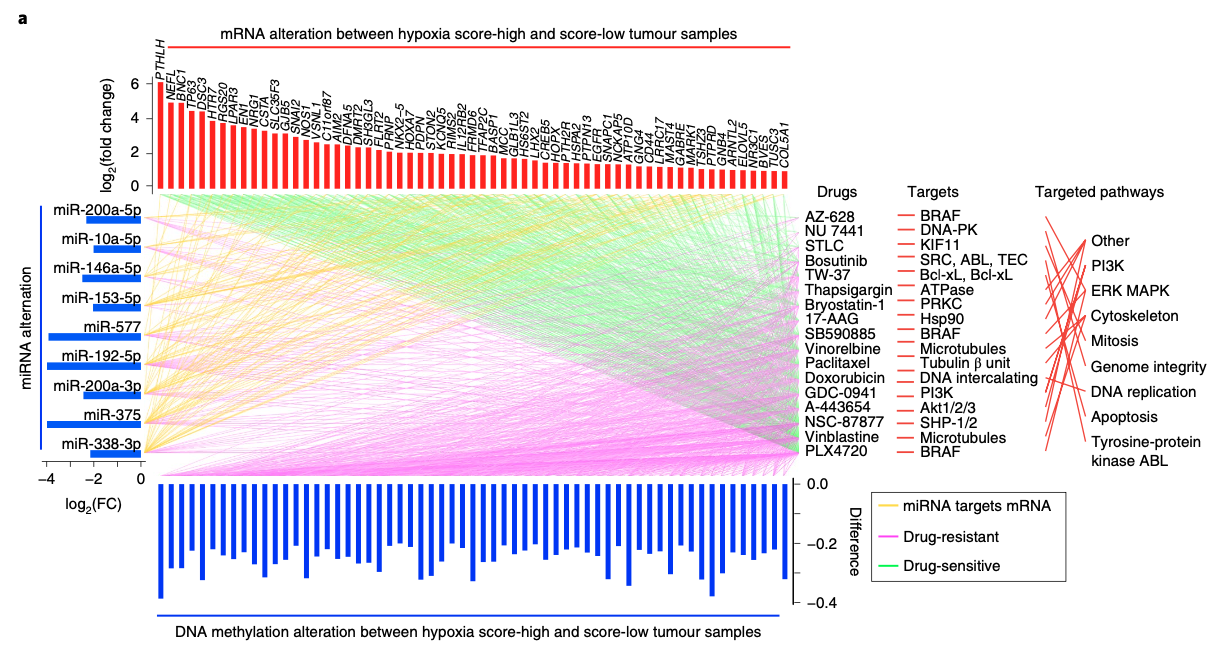 a
mRNA alteration between hypoxia score-high and score-low tumour samples
log2(fold change)
6
4
2
0
PTHLH
NEFL
BNC1
TP63
DSC3
HTR7
RGS20
LPAR3
EN1
NRG1
CSTA
SLC35F3
GJB5
SNAI2
NOS1
VSNL1
C11orf87
AIM2
DFNA5
DMRT2
SH3GL3
FLRT2
PRNP
NKX2-5
HOXA7
PDPN
STON2
KCNQ5
RIMS2
IL12RB2
FRMD6
TFAP2C
BASP1
MCC
GLB1L3
HS6ST2
LHX2
CREB5
HOPX
PTH2R
HSPA2
PTPN13
EGFR
SNAPC1
NCKAP5
ATP10D
GNG4
CD44
LRRC17
MAST4
GABRE
MARK1
TSHZ3
PTPRD
GNB4
ARNTL2
ELOVL5
NR3C1
BVES
TUSC3
COL5A1
miRNA alternation
miR-200a-5p
miR-10a-5p
miR-146a-5p
miR-153-5p
miR-577
miR-192-5p
miR-200a-3p
miR-375
miR-338-3p
−4
−2
0
log2(FC)
Drugs
AZ-628
NU 7441
STLC
Bosutinib
TW-37
Thapsigargin
Bryostatin-1
17-AAG
SB590885
Vinorelbine
Paclitaxel
Doxorubicin
GDC-0941
A-443654
NSC-87877
Vinblastine
PLX4720
Targets
BRAF
DNA-PK
KIF11
SRC, ABL, TEC
Bcl-xL, Bcl-xL
ATPase
PRKC
Hsp90
BRAF
Microtubules
Tubulin β unit
DNA intercalating
PI3K
Akt1/2/3
SHP-1/2
Microtubules
BRAF
Targeted pathways
Other
PI3K
ERK MAPK
Cytoskeleton
Mitosis
Genome integrity
DNA replication
Apoptosis
Tyrosine-protein
kinase ABL
0.0
−0.2
−0.4
Difference
miRNA targets mRNA
Drug-resistant
Drug-sensitive
DNA methylation alteration between hypoxia score-high and score-low tumour samples